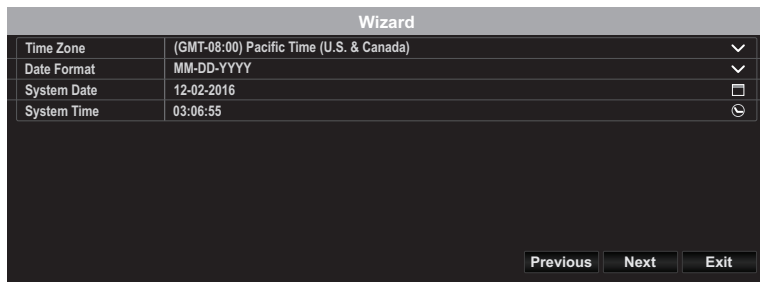 Wizard
Time Zone (GMT-08:00) Pacific Time (U.S. & Canada)
Date Format MM-DD-YYYY
System Date 12-02-2016
System Time 03:06:55
Previous Next Exit